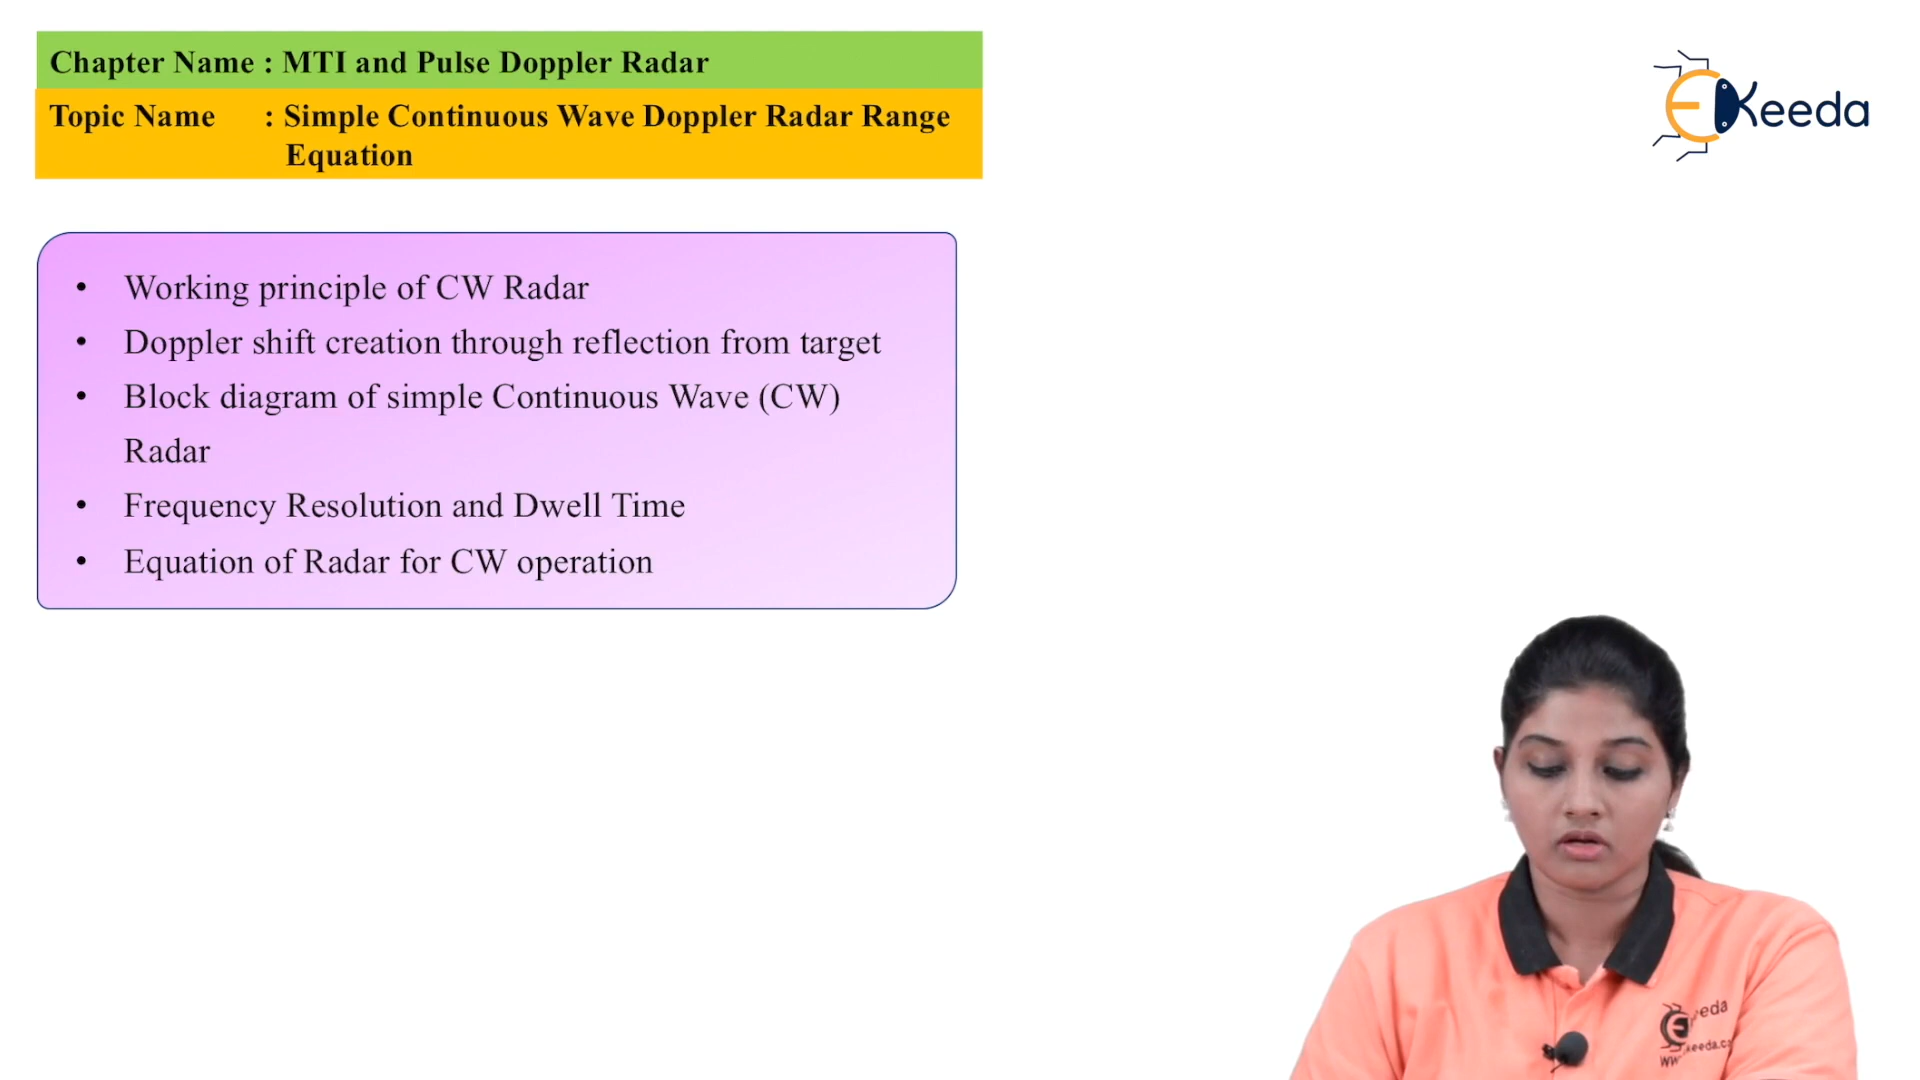 Chapter Name : MTI and Pulse Doppler Radar
Topic Name : Simple Continuous Wave Doppler Radar Range
Equation
EKeeda
• Working principle of CW Radar
• Doppler shift creation through reflection from target
• Block diagram of simple Continuous Wave (CW)
Radar
• Frequency Resolution and Dwell Time
• Equation of Radar for CW operation
eeda